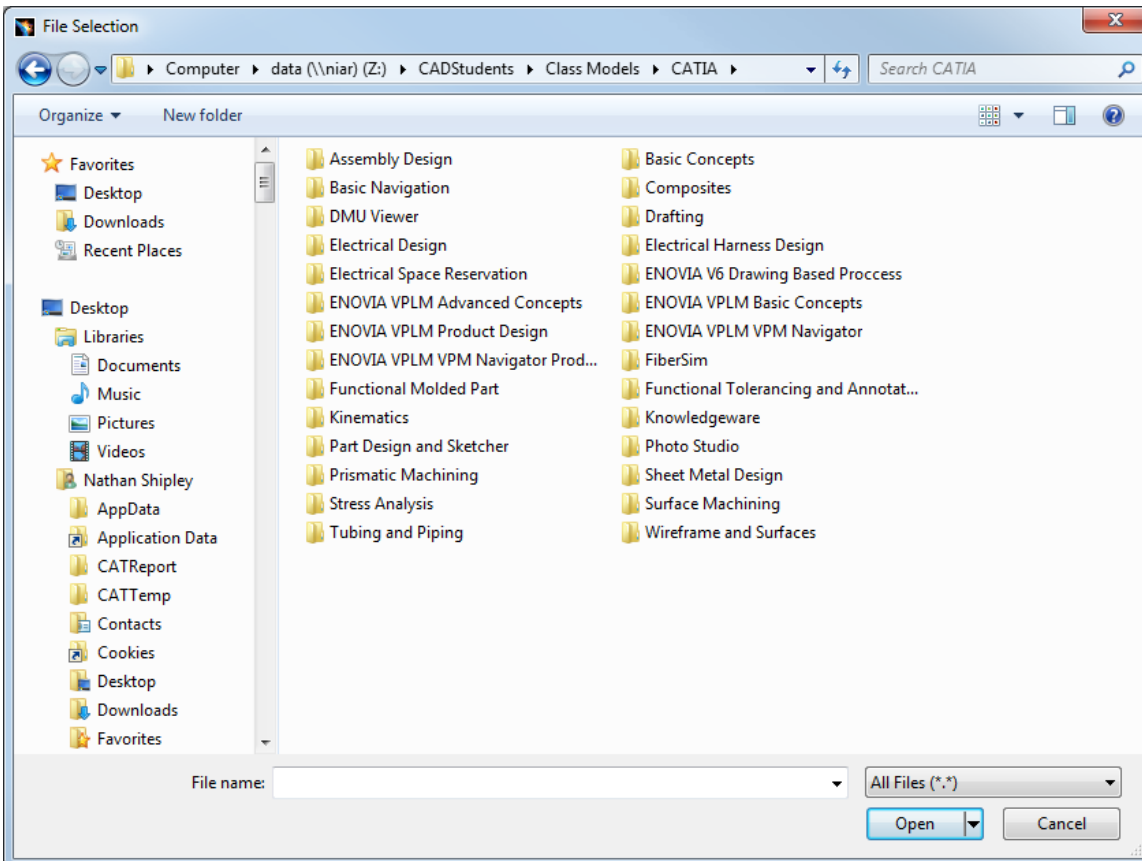 File Selection
Computer data (\\niar) (Z:) CADStudents Class Models CATIA
Search CATIA
Organize New folder
Favorites
Desktop
Downloads
Recent Places
Desktop
Libraries
Documents
Music
Pictures
Videos
Nathan Shipley
AppData
Application Data
CATReport
CATTemp
Contacts
Cookies
Desktop
Downloads
Favorites
Assembly Design
Basic Navigation
DMU Viewer
Electrical Design
Electrical Space Reservation
ENOVIA VPLM Advanced Concepts
ENOVIA VPLM Product Design
ENOVIA VPLM VPM Navigator Prod...
Functional Molded Part
Kinematics
Part Design and Sketcher
Prismatic Machining
Stress Analysis
Tubing and Piping
Basic Concepts
Composites
Drafting
Electrical Harness Design
ENOVIA V6 Drawing Based Proccess
ENOVIA VPLM Basic Concepts
ENOVIA VPLM VPM Navigator
FiberSim
Functional Tolerancing and Annotat...
Knowledgeware
Photo Studio
Sheet Metal Design
Surface Machining
Wireframe and Surfaces
File name:
All Files (*.*)
Open
Cancel